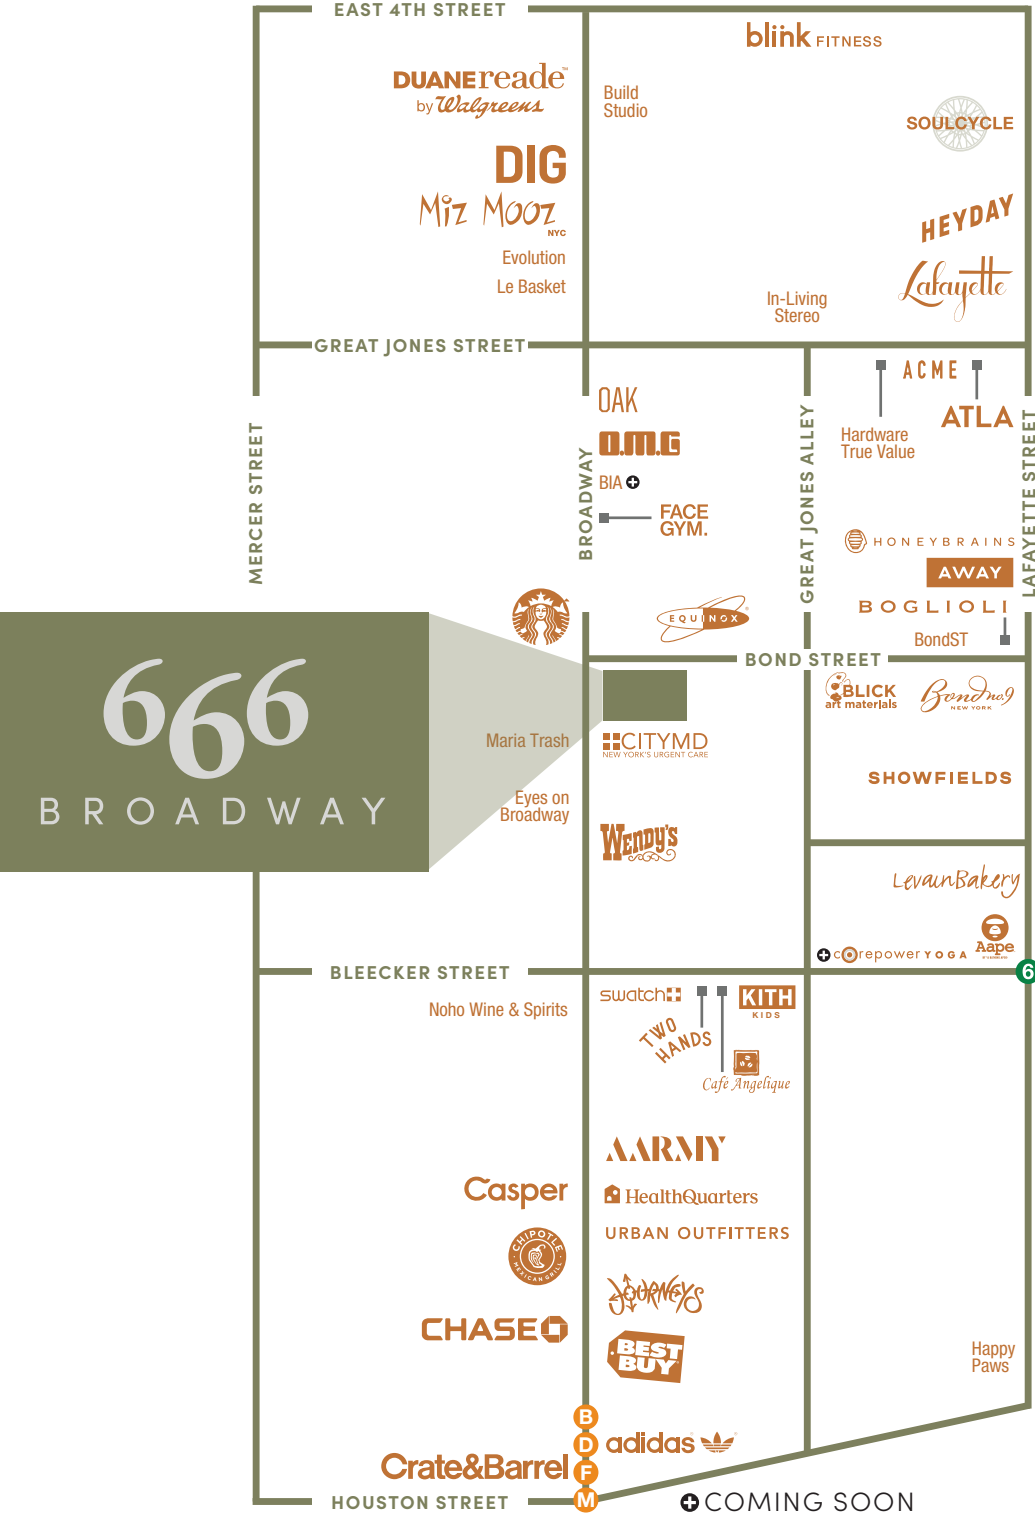 EAST 4TH STREET
blink FITNESS
DUANEreade™
by Walgreens
Build
Studio
SOULCYCLE
DIG
Miz Mooz
NYC
HEYDAY
Evolution
Le Basket
Lafayette
In-Living
Stereo
GREAT JONES STREET
ACME
OAK
ATLA
Hardware
True Value
O.M.G
BIA
FACE
GYM.
MERCER STREET
BROADWAY
GREAT JONES ALLEY
LAFAYETTE STREET
HONEYBRAINS
AWAY
BOGLIOLI
EQUINOX
BondST
BOND STREET
666
BROADWAY
BLICK
art materials
Bond no.9
NEW YORK
Maria Trash
CITYMD
NEW YORK'S URGENT CARE
SHOWFIELDS
Eyes on
Broadway
WENDY'S
LevainBakery
Aape
corepower YOGA
BLEECKER STREET
6
Noho Wine & Spirits
swatch
KITH
KIDS
TWO
HANDS
Café Angelique
AARMY
Casper
HealthQuarters
URBAN OUTFITTERS
CHIPOTLE
MEXICAN GRILL
JOURNEYS
CHASE
BEST
BUY
Happy
Paws
B
D
F
M
adidas
Crate&Barrel
HOUSTON STREET
COMING SOON